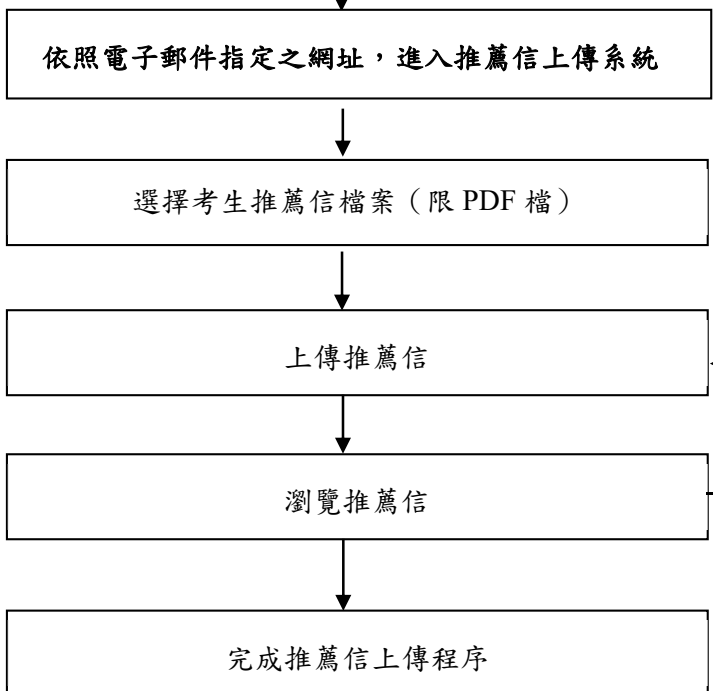 依照電子郵件指定之網址，進入推薦信上傳系統
選擇考生推薦信檔案（限 PDF 檔）
上傳推薦信
瀏覽推薦信
完成推薦信上傳程序